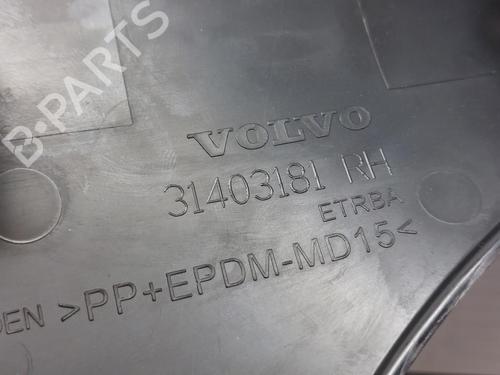 B-PARTS
VOLVO
31403181 RH
ETRBA
DEN >PP+EPDM-MD15<